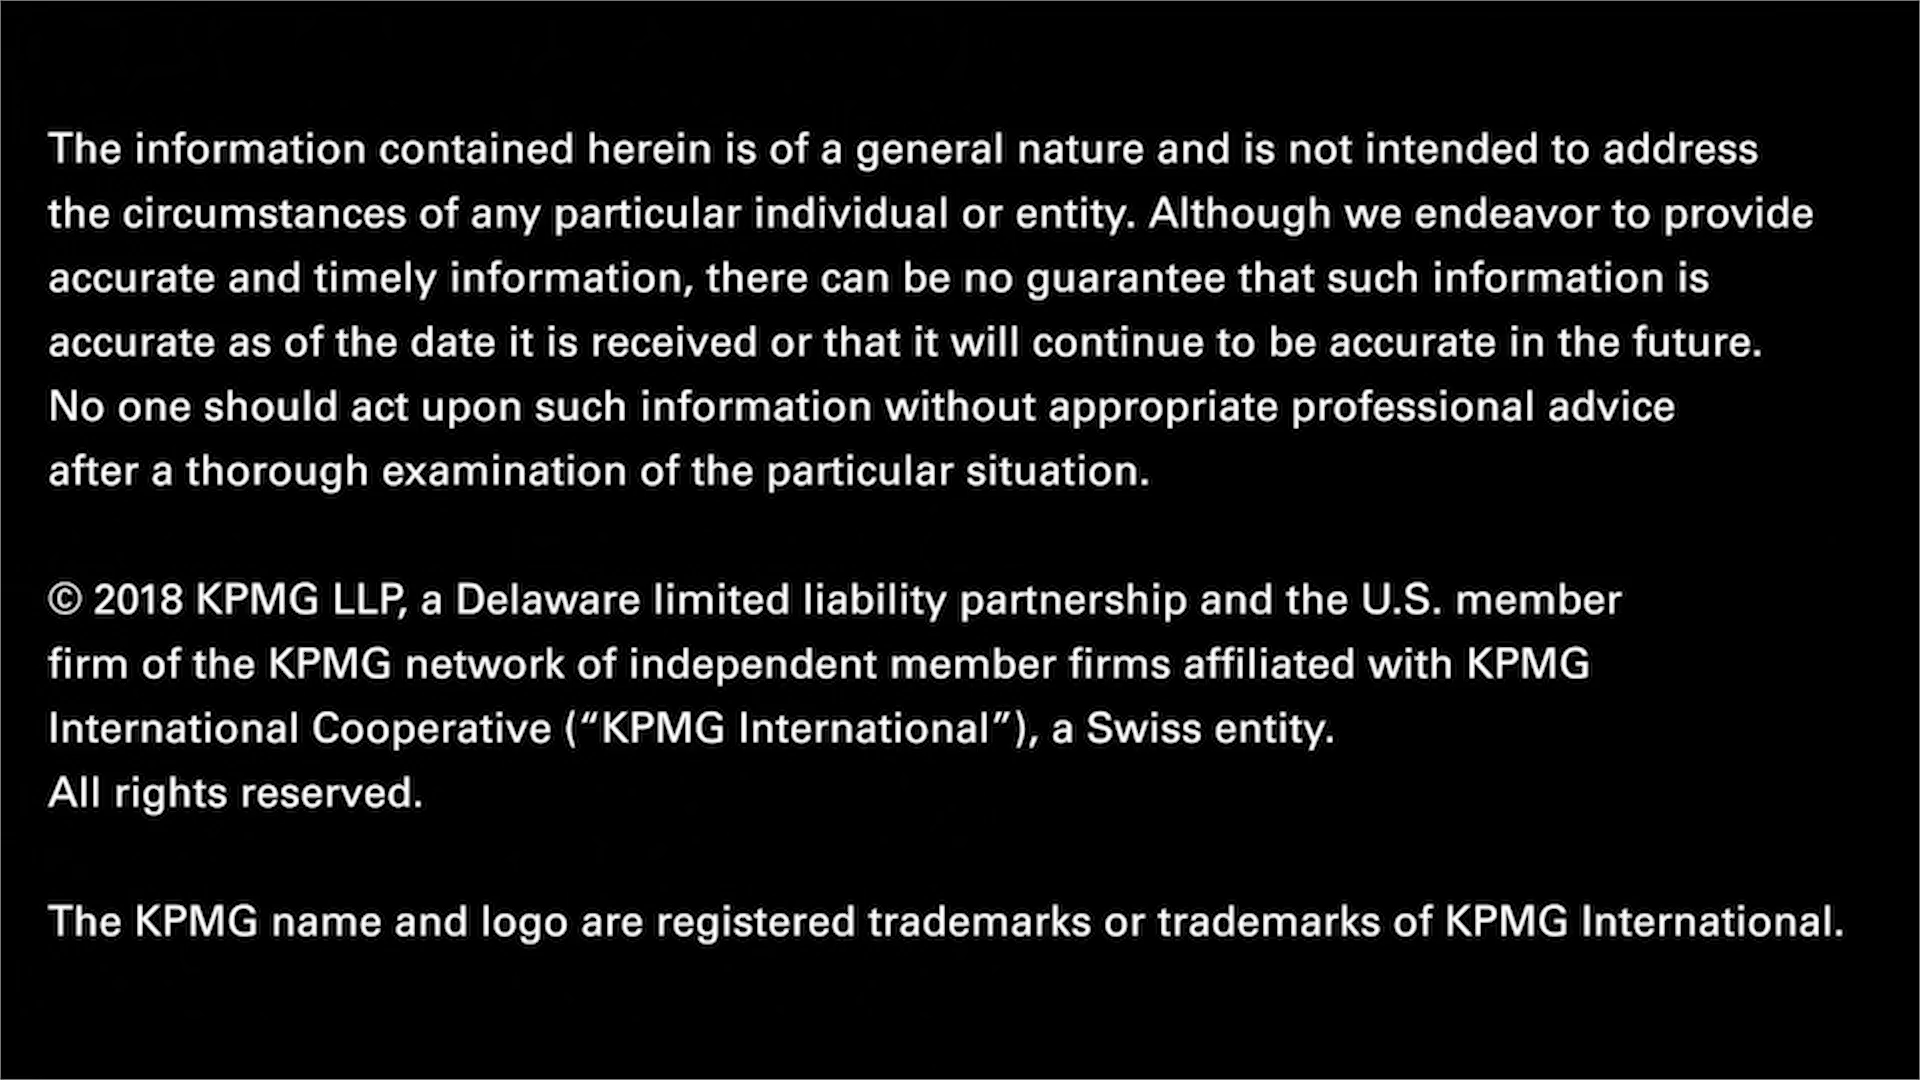 The information contained herein is of a general nature and is not intended to address
the circumstances of any particular individual or entity. Although we endeavor to provide
accurate and timely information, there can be no guarantee that such information is
accurate as of the date it is received or that it will continue to be accurate in the future.
No one should act upon such information without appropriate professional advice
after a thorough examination of the particular situation.
© 2018 KPMG LLP, a Delaware limited liability partnership and the U.S. member
firm of the KPMG network of independent member firms affiliated with KPMG
International Cooperative (“KPMG International”), a Swiss entity.
All rights reserved.
The KPMG name and logo are registered trademarks or trademarks of KPMG International.